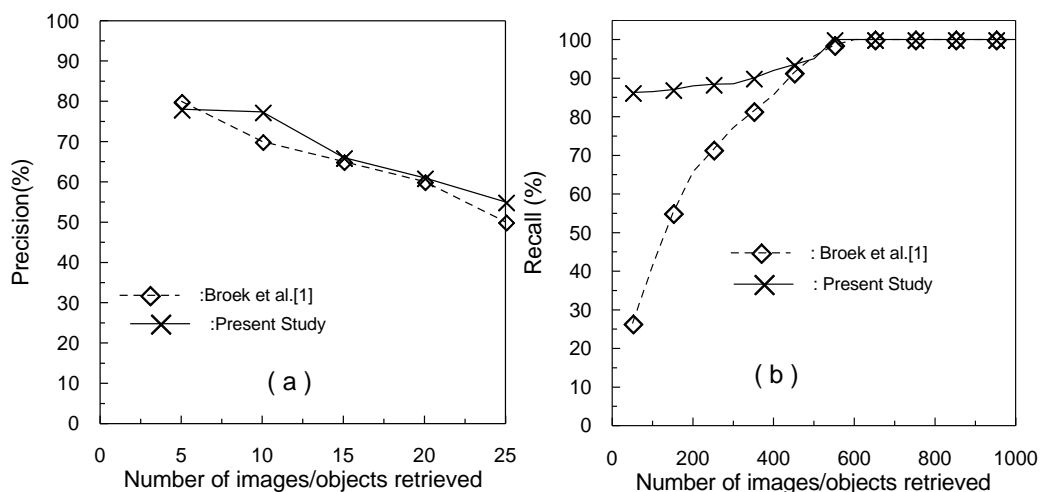 100
90
80
70
60
50
40
30
20
10
0
Precision(%)
:Broek et al.[1]
:Present Study
( a )
0 5 10 15 20 25
Number of images/objects retrieved
100
90
80
70
60
50
40
30
20
10
0
Recall (%)
: Broek et al.[1]
: Present Study
( b )
0 200 400 600 800 1000
Number of images/objects retrieved